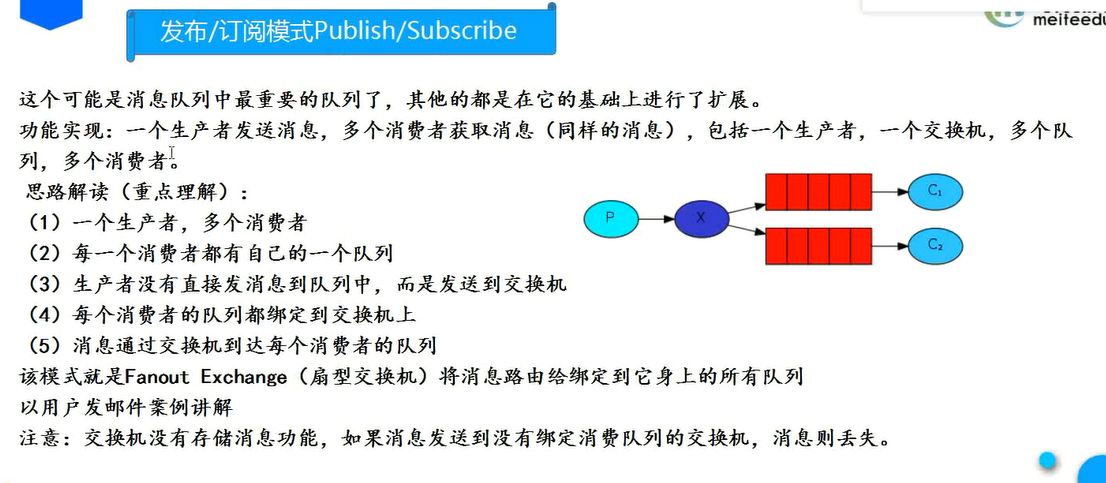 发布/订阅模式Publish/Subscribe
meifeedu
这个可能是消息队列中最重要的队列了，其他的都是在它的基础上进行了扩展。
功能实现：一个生产者发送消息，多个消费者获取消息（同样的消息），包括一个生产者，一个交换机，多个队
列，多个消费者。
思路解读（重点理解）：
（1）一个生产者，多个消费者
（2）每一个消费者都有自己的一个队列
（3）生产者没有直接发消息到队列中，而是发送到交换机
（4）每个消费者的队列都绑定到交换机上
（5）消息通过交换机到达每个消费者的队列
P
X
C₁
C₂
该模式就是Fanout Exchange（扇型交换机）将消息路由给绑定到它身上的所有队列
以用户发邮件案例讲解
注意：交换机没有存储消息功能，如果消息发送到没有绑定消费队列的交换机，消息则丢失。